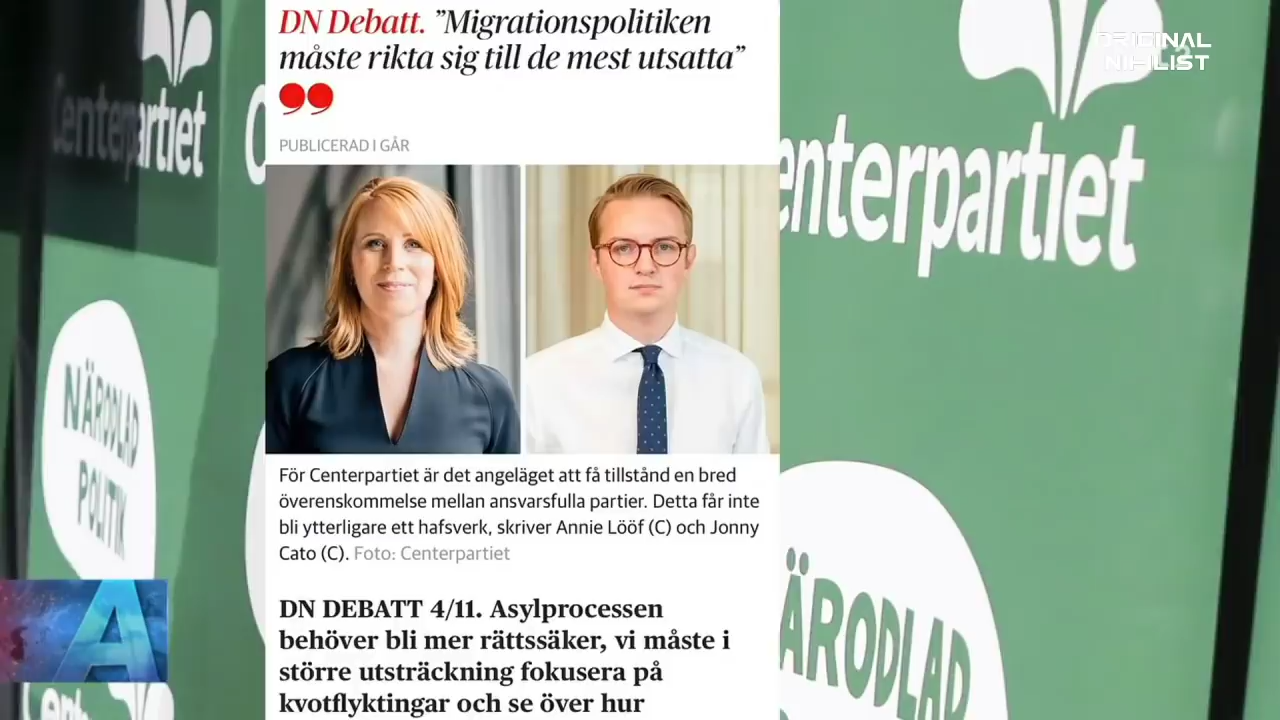 DN Debatt. ”Migrationspolitiken
måste rikta sig till de mest utsatta”
PUBLICERAD I GÅR
För Centerpartiet är det angeläget att få tillstånd en bred
överenskommelse mellan ansvarsfulla partier. Detta får inte
bli ytterligare ett hafsverk, skriver Annie Lööf (C) och Jonny
Cato (C). Foto: Centerpartiet
DN DEBATT 4/11. Asylprocessen
behöver bli mer rättssäker, vi måste i
större utsträckning fokusera på
kvotflyktingar och se över hur
Centerpartiet
NÄRODLAD
POLITIK
A
ORIGINAL
NIHILIST
enterpartiet
ÄRODLAD